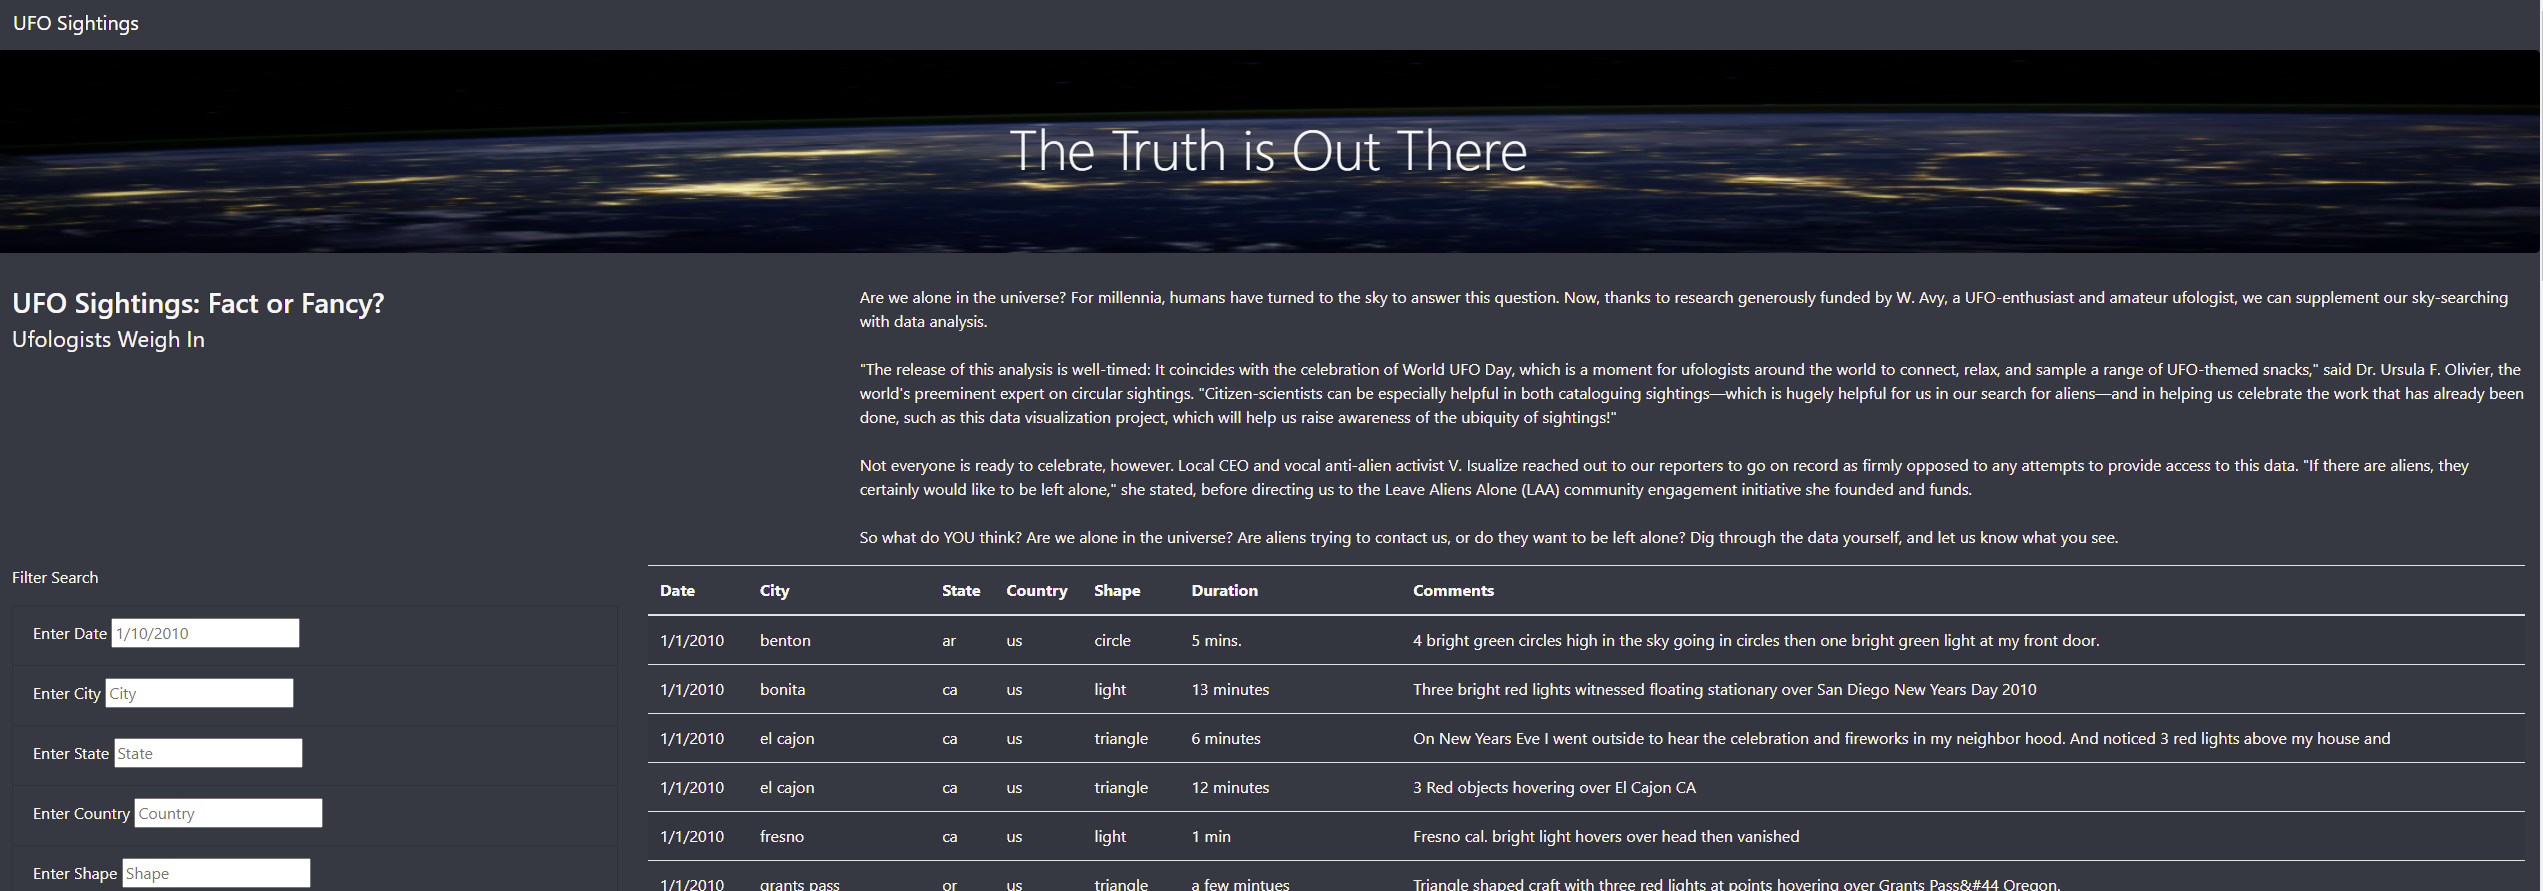 UFO Sightings
The Truth is Out There
UFO Sightings: Fact or Fancy?
Ufologists Weigh In
Are we alone in the universe? For millennia, humans have turned to the sky to answer this question. Now, thanks to research generously funded by W. Avy, a UFO-enthusiast and amateur ufologist, we can supplement our sky-searching
with data analysis.
"The release of this analysis is well-timed: It coincides with the celebration of World UFO Day, which is a moment for ufologists around the world to connect, relax, and sample a range of UFO-themed snacks," said Dr. Ursula F. Olivier, the
world's preeminent expert on circular sightings. "Citizen-scientists can be especially helpful in both cataloguing sightings—which is hugely helpful for us in our search for aliens—and in helping us celebrate the work that has already been
done, such as this data visualization project, which will help us raise awareness of the ubiquity of sightings!"
Not everyone is ready to celebrate, however. Local CEO and vocal anti-alien activist V. Isualize reached out to our reporters to go on record as firmly opposed to any attempts to provide access to this data. "If there are aliens, they
certainly would like to be left alone," she stated, before directing us to the Leave Aliens Alone (LAA) community engagement initiative she founded and funds.
So what do YOU think? Are we alone in the universe? Are aliens trying to contact us, or do they want to be left alone? Dig through the data yourself, and let us know what you see.
Filter Search
Enter Date 1/10/2010
Enter City City
Enter State State
Enter Country Country
Enter Shape Shape
Date City State Country Shape Duration Comments
1/1/2010 benton ar us circle 5 mins. 4 bright green circles high in the sky going in circles then one bright green light at my front door.
1/1/2010 bonita ca us light 13 minutes Three bright red lights witnessed floating stationary over San Diego New Years Day 2010
1/1/2010 el cajon ca us triangle 6 minutes On New Years Eve I went outside to hear the celebration and fireworks in my neighbor hood. And noticed 3 red lights above my house and
1/1/2010 el cajon ca us triangle 12 minutes 3 Red objects hovering over El Cajon CA
1/1/2010 fresno ca us light 1 min Fresno cal. bright light hovers over head then vanished
1/1/2010 grants pass or us triangle a few mintues Triangle shaped craft with three red lights at points hovering over Grants Pass&#44 Oregon.